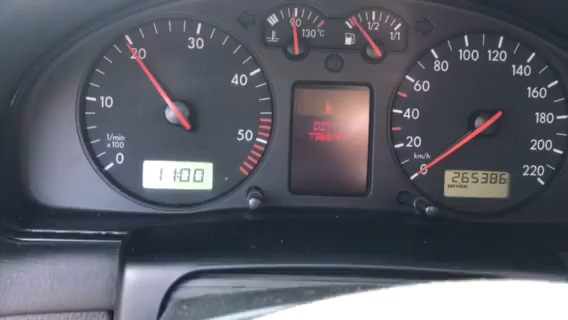 10 20 30 40 50
0
1/min
x100
11:00
90
130°C
1/2
1/1
20 40 60 80 100 120 140 160 180 200 220
0
km/h
265386
service